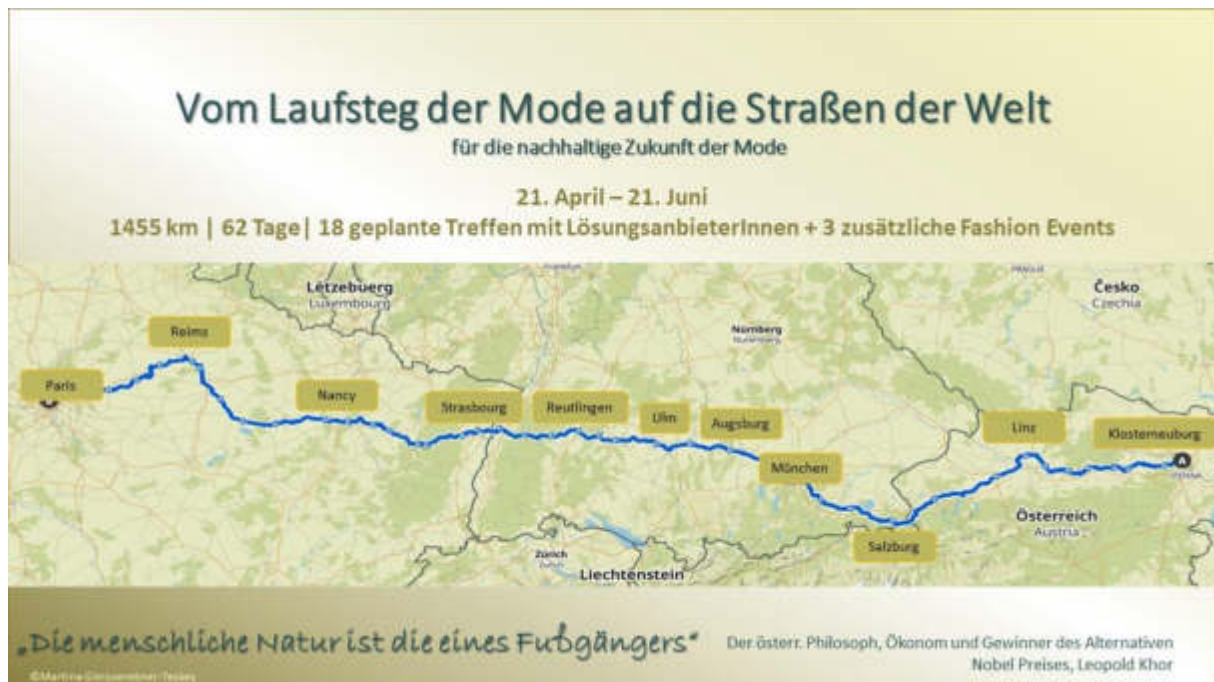 Vom Laufsteg der Mode auf die Straßen der Welt
für die nachhaltige Zukunft der Mode
21. April – 21. Juni
1455 km | 62 Tage| 18 geplante Treffen mit LösungsanbieterInnen + 3 zusätzliche Fashion Events
Frankfurt
Lëtzebuerg
Luxembourg
Česko
Czechia
Reims
Nürnberg
Paris
Nancy
Strasbourg
Reutlingen
Ulm
Augsburg
Linz
Klosterneuburg
A
München
Österreich
Austria
Salzburg
Zürich
Liechtenstein
„Die menschliche Natur ist die eines Fußgängers“
Der österr. Philosoph, Ökonom und Gewinner des Alternativen
Nobel Preises, Leopold Khor